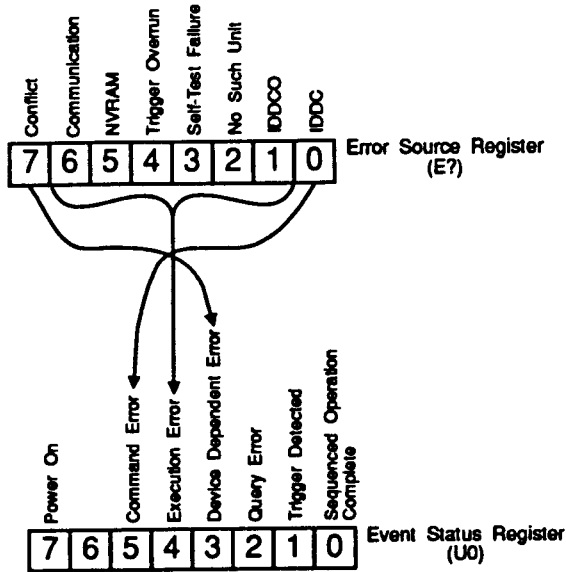 Conflict
Communication
NVRAM
Trigger Overrun
Self-Test Failure
No Such Unit
IDDCO
IDDC
7 6 5 4 3 2 1 0
Error Source Register
(E?)
Power On
Command Error
Execution Error
Device Dependent Error
Query Error
Trigger Detected
Sequenced Operation
Complete
7 6 5 4 3 2 1 0
Event Status Register
(U0)